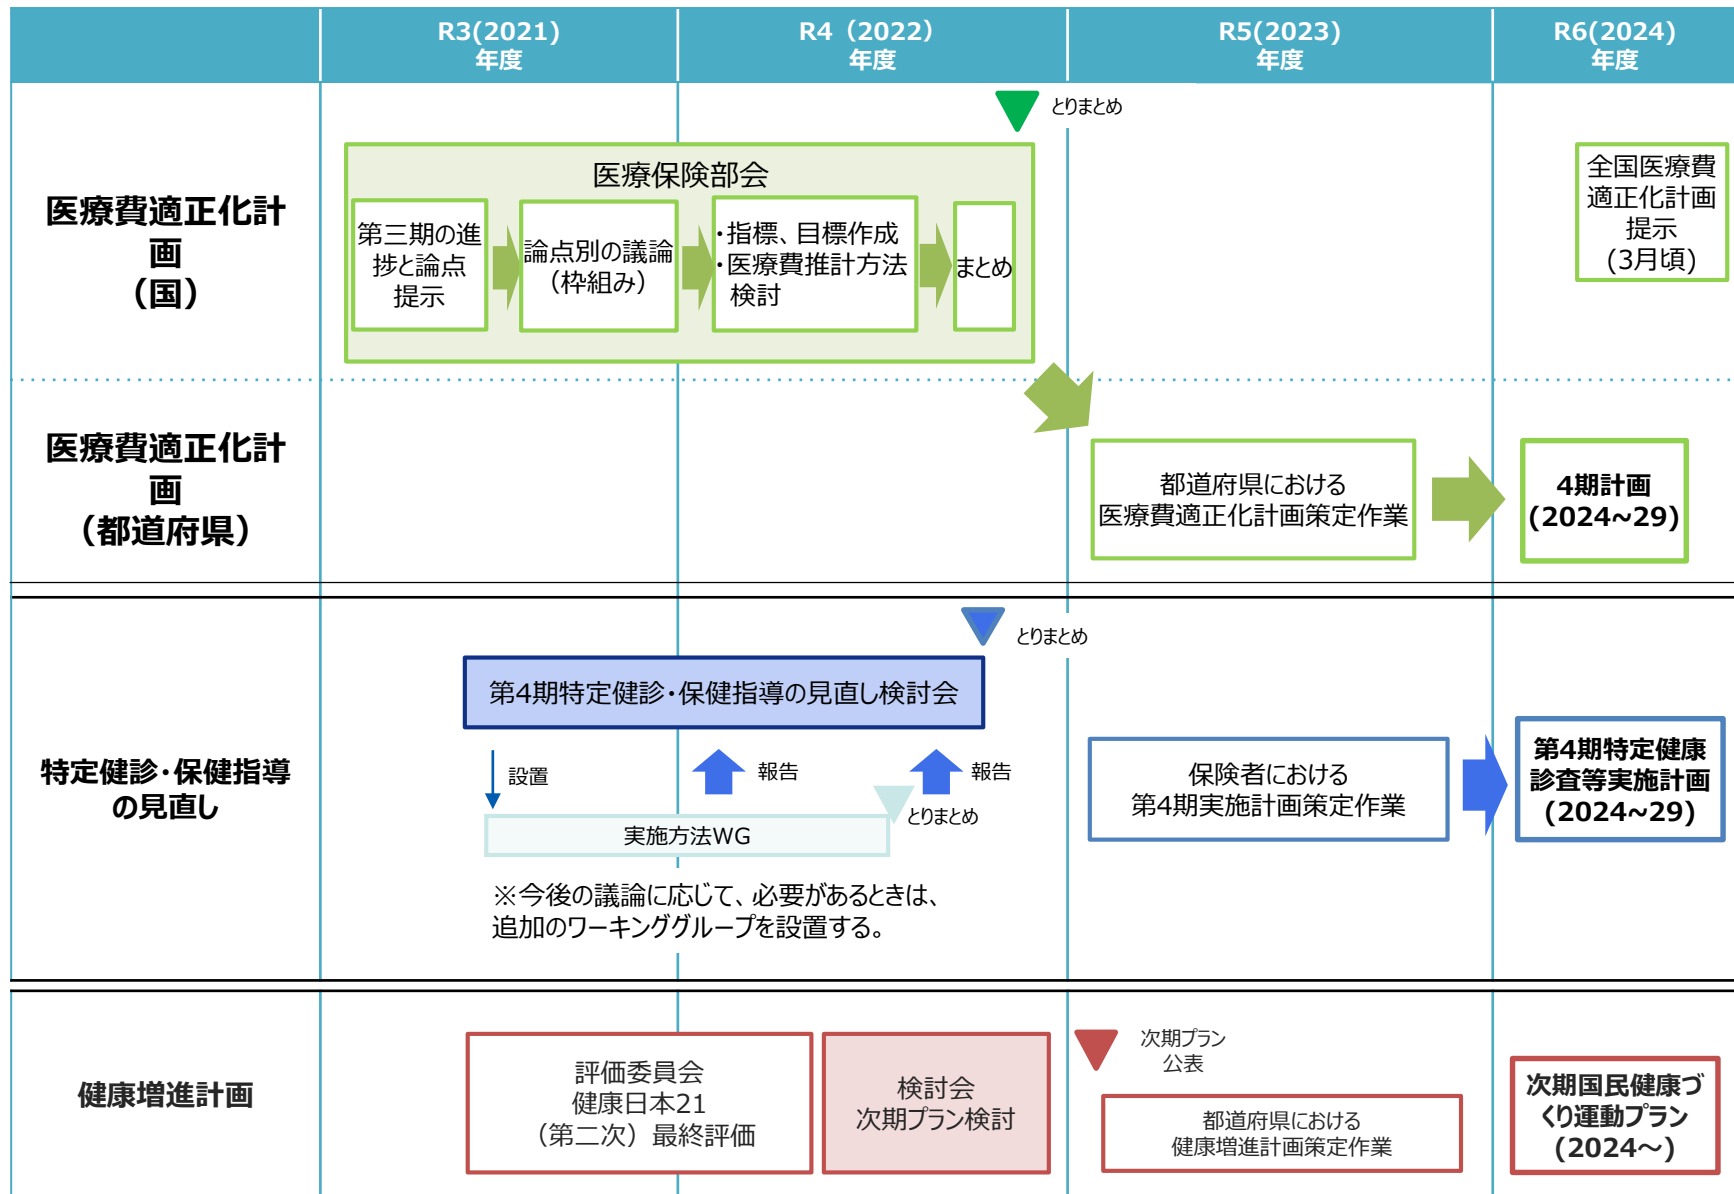 R3(2021)
年度
R4（2022）
年度
R5(2023)
年度
R6(2024)
年度
医療費適正化計
画
（国）
とりまとめ
医療保険部会
第三期の進
捗と論点
提示
論点別の議論
（枠組み）
・指標、目標作成
・医療費推計方法
検討
まとめ
全国医療費
適正化計画
提示
(3月頃)
医療費適正化計
画
（都道府県）
都道府県における
医療費適正化計画策定作業
4期計画
(2024~29)
特定健診・保健指導
の見直し
とりまとめ
第4期特定健診・保健指導の見直し検討会
設置
報告
報告
とりまとめ
実施方法WG
※今後の議論に応じて、必要があるときは、
追加のワーキンググループを設置する。
保険者における
第4期実施計画策定作業
第4期特定健康
診査等実施計画
(2024~29)
健康増進計画
評価委員会
健康日本21
（第二次）最終評価
検討会
次期プラン検討
次期プラン
公表
都道府県における
健康増進計画策定作業
次期国民健康づ
くり運動プラン
(2024～)